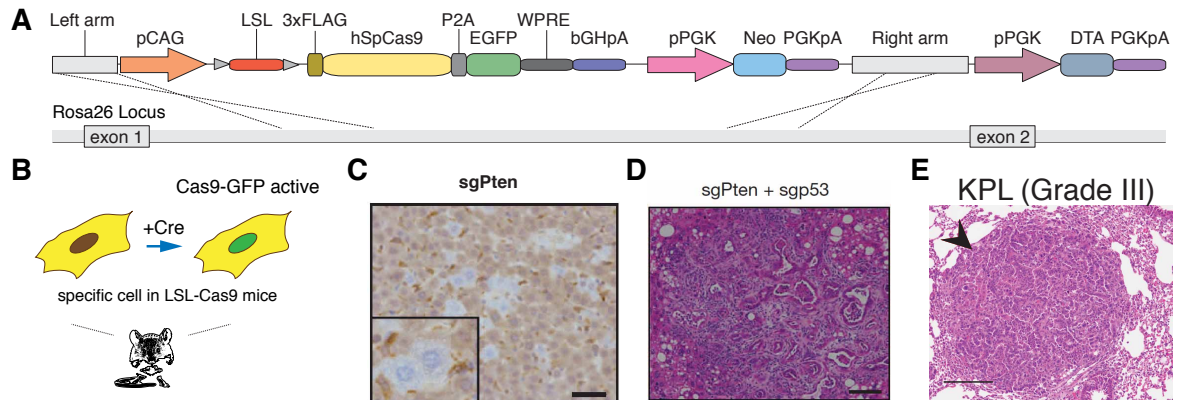 A
Left arm
pCAG
LSL
3xFLAG
hSpCas9
P2A
EGFP
WPRE
bGHpA
pPGK
Neo
PGKpA
Right arm
pPGK
DTA
PGKpA
Rosa26 Locus
exon 1
exon 2
B
Cas9-GFP active
+Cre
specific cell in LSL-Cas9 mice
C
sgPten
D
sgPten + sgp53
E
KPL (Grade III)